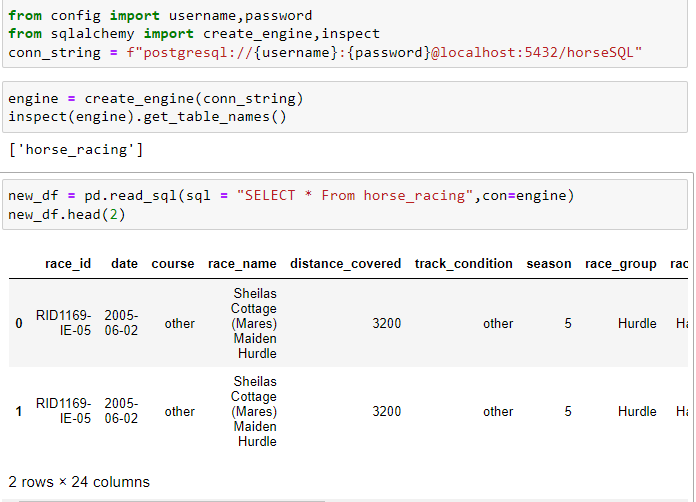 from config import username,password
from sqlalchemy import create_engine,inspect
conn_string = f"postgresql://{username}:{password}@localhost:5432/horseSQL"
engine = create_engine(conn_string)
inspect(engine).get_table_names()
['horse_racing']
new_df = pd.read_sql(sql = "SELECT * From horse_racing",con=engine)
new_df.head(2)
race_id date course race_name distance_covered track_condition season race_group rac
Sheilas
Cottage
0 RID1169-IE-05 2005-06-02 other (Mares) 3200 other 5 Hurdle Ha
Maiden
Hurdle
Sheilas
Cottage
1 RID1169-IE-05 2005-06-02 other (Mares) 3200 other 5 Hurdle Ha
Maiden
Hurdle
2 rows × 24 columns